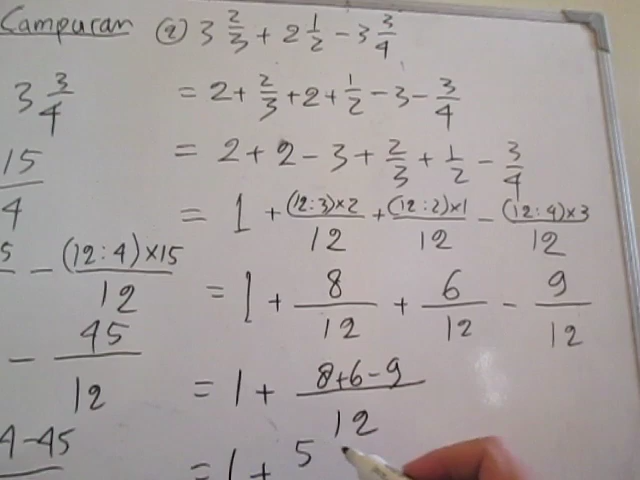 Campuran ② 3 2/3 + 2 1/2 - 3 3/4
3 3/4
= 2 + 2/3 + 2 + 1/2 - 3 - 3/4
15/4
= 2 + 2 - 3 + 2/3 + 1/2 - 3/4
= 1 + (12:3)×2/12 + (12:2)×1/12 - (12:4)×3/12
5 - (12:4)×15/12
= 1 + 8/12 + 6/12 - 9/12
- 45/12
= 1 + 8+6-9/12
4-45
= 1 + 5